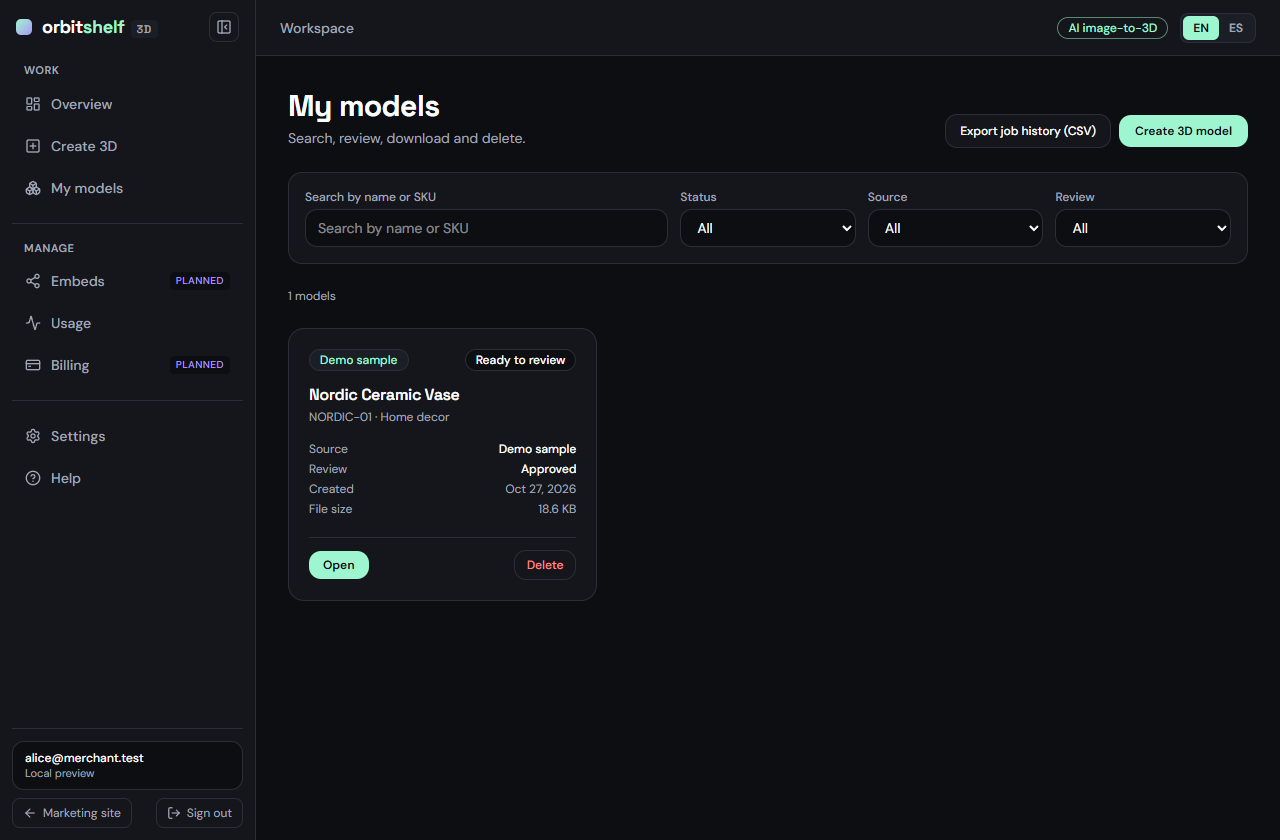 orbitshelf 3D
WORK
Overview
Create 3D
My models
MANAGE
Embeds PLANNED
Usage
Billing PLANNED
Settings
Help
alice@merchant.test
Local preview
Marketing site
Sign out
Workspace
AI image-to-3D
EN ES
My models
Search, review, download and delete.
Export job history (CSV)
Create 3D model
Search by name or SKU Status Source Review
Search by name or SKU All All All
1 models
Demo sample Ready to review
Nordic Ceramic Vase
NORDIC-01 · Home decor
Source Demo sample
Review Approved
Created Oct 27, 2026
File size 18.6 KB
Open Delete